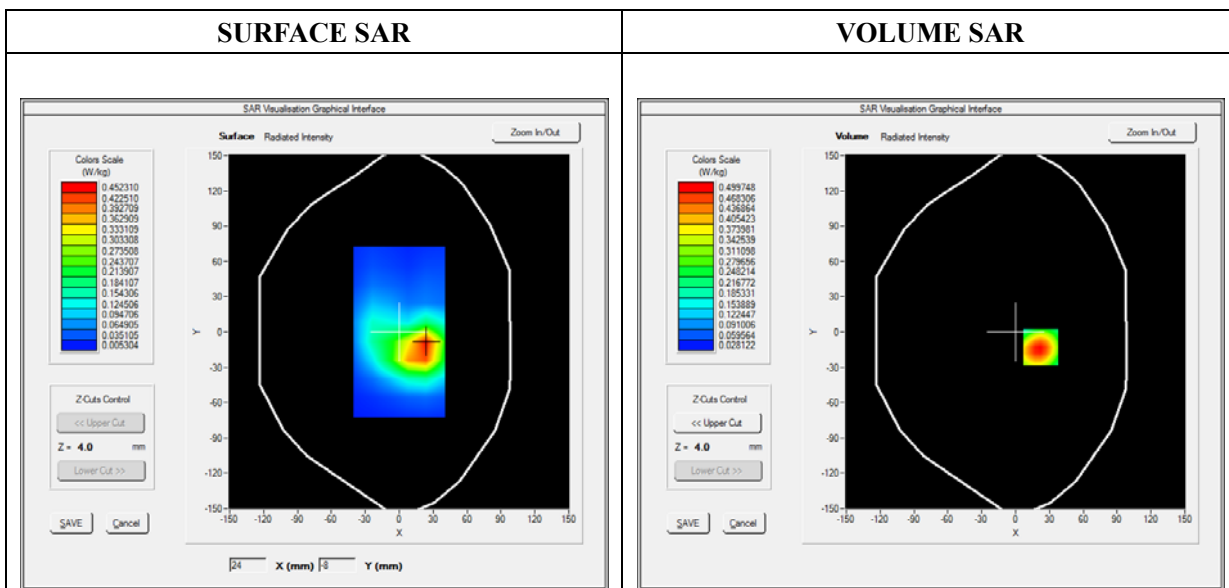 SURFACE SAR
VOLUME SAR
SAR Visualisation Graphical Interface
Surface Radiated Intensity
Zoom In/Out
Colors Scale
(W/kg)
0.452310
0.422510
0.392709
0.362909
0.333109
0.303308
0.273508
0.243707
0.213907
0.184107
0.154306
0.124506
0.094706
0.064905
0.035105
0.005304
Z-Cuts Control
<< Upper Cut
Z = 4.0 mm
Lower Cut >>
SAVE Cancel
150
120
90
60
30
0
-30
-60
-90
-120
-150
Y
-150 -120 -90 -60 -30 0 30 60 90 120 150
X
24 X (mm) -8 Y (mm)
SAR Visualisation Graphical Interface
Volume Radiated Intensity
Zoom In/Out
Colors Scale
(W/kg)
0.499748
0.468306
0.436864
0.405423
0.373981
0.342539
0.311098
0.279656
0.248214
0.216772
0.185331
0.153889
0.122447
0.091006
0.059564
0.028122
Z-Cuts Control
<< Upper Cut
Z = 4.0 mm
Lower Cut >>
SAVE Cancel
150
120
90
60
30
0
-30
-60
-90
-120
-150
Y
-150 -120 -90 -60 -30 0 30 60 90 120 150
X